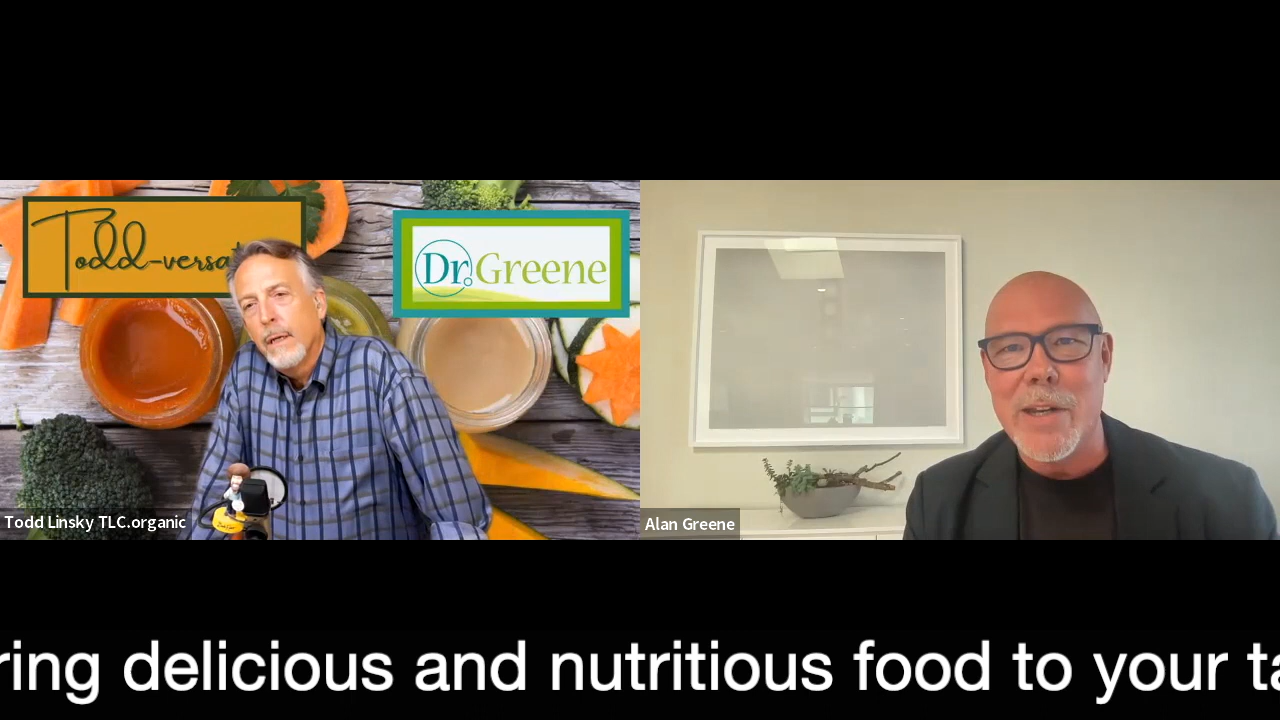 Todd-versa
Dr. Greene
Todd Linsky TLC.organic
Alan Greene
ring delicious and nutritious food to your ta